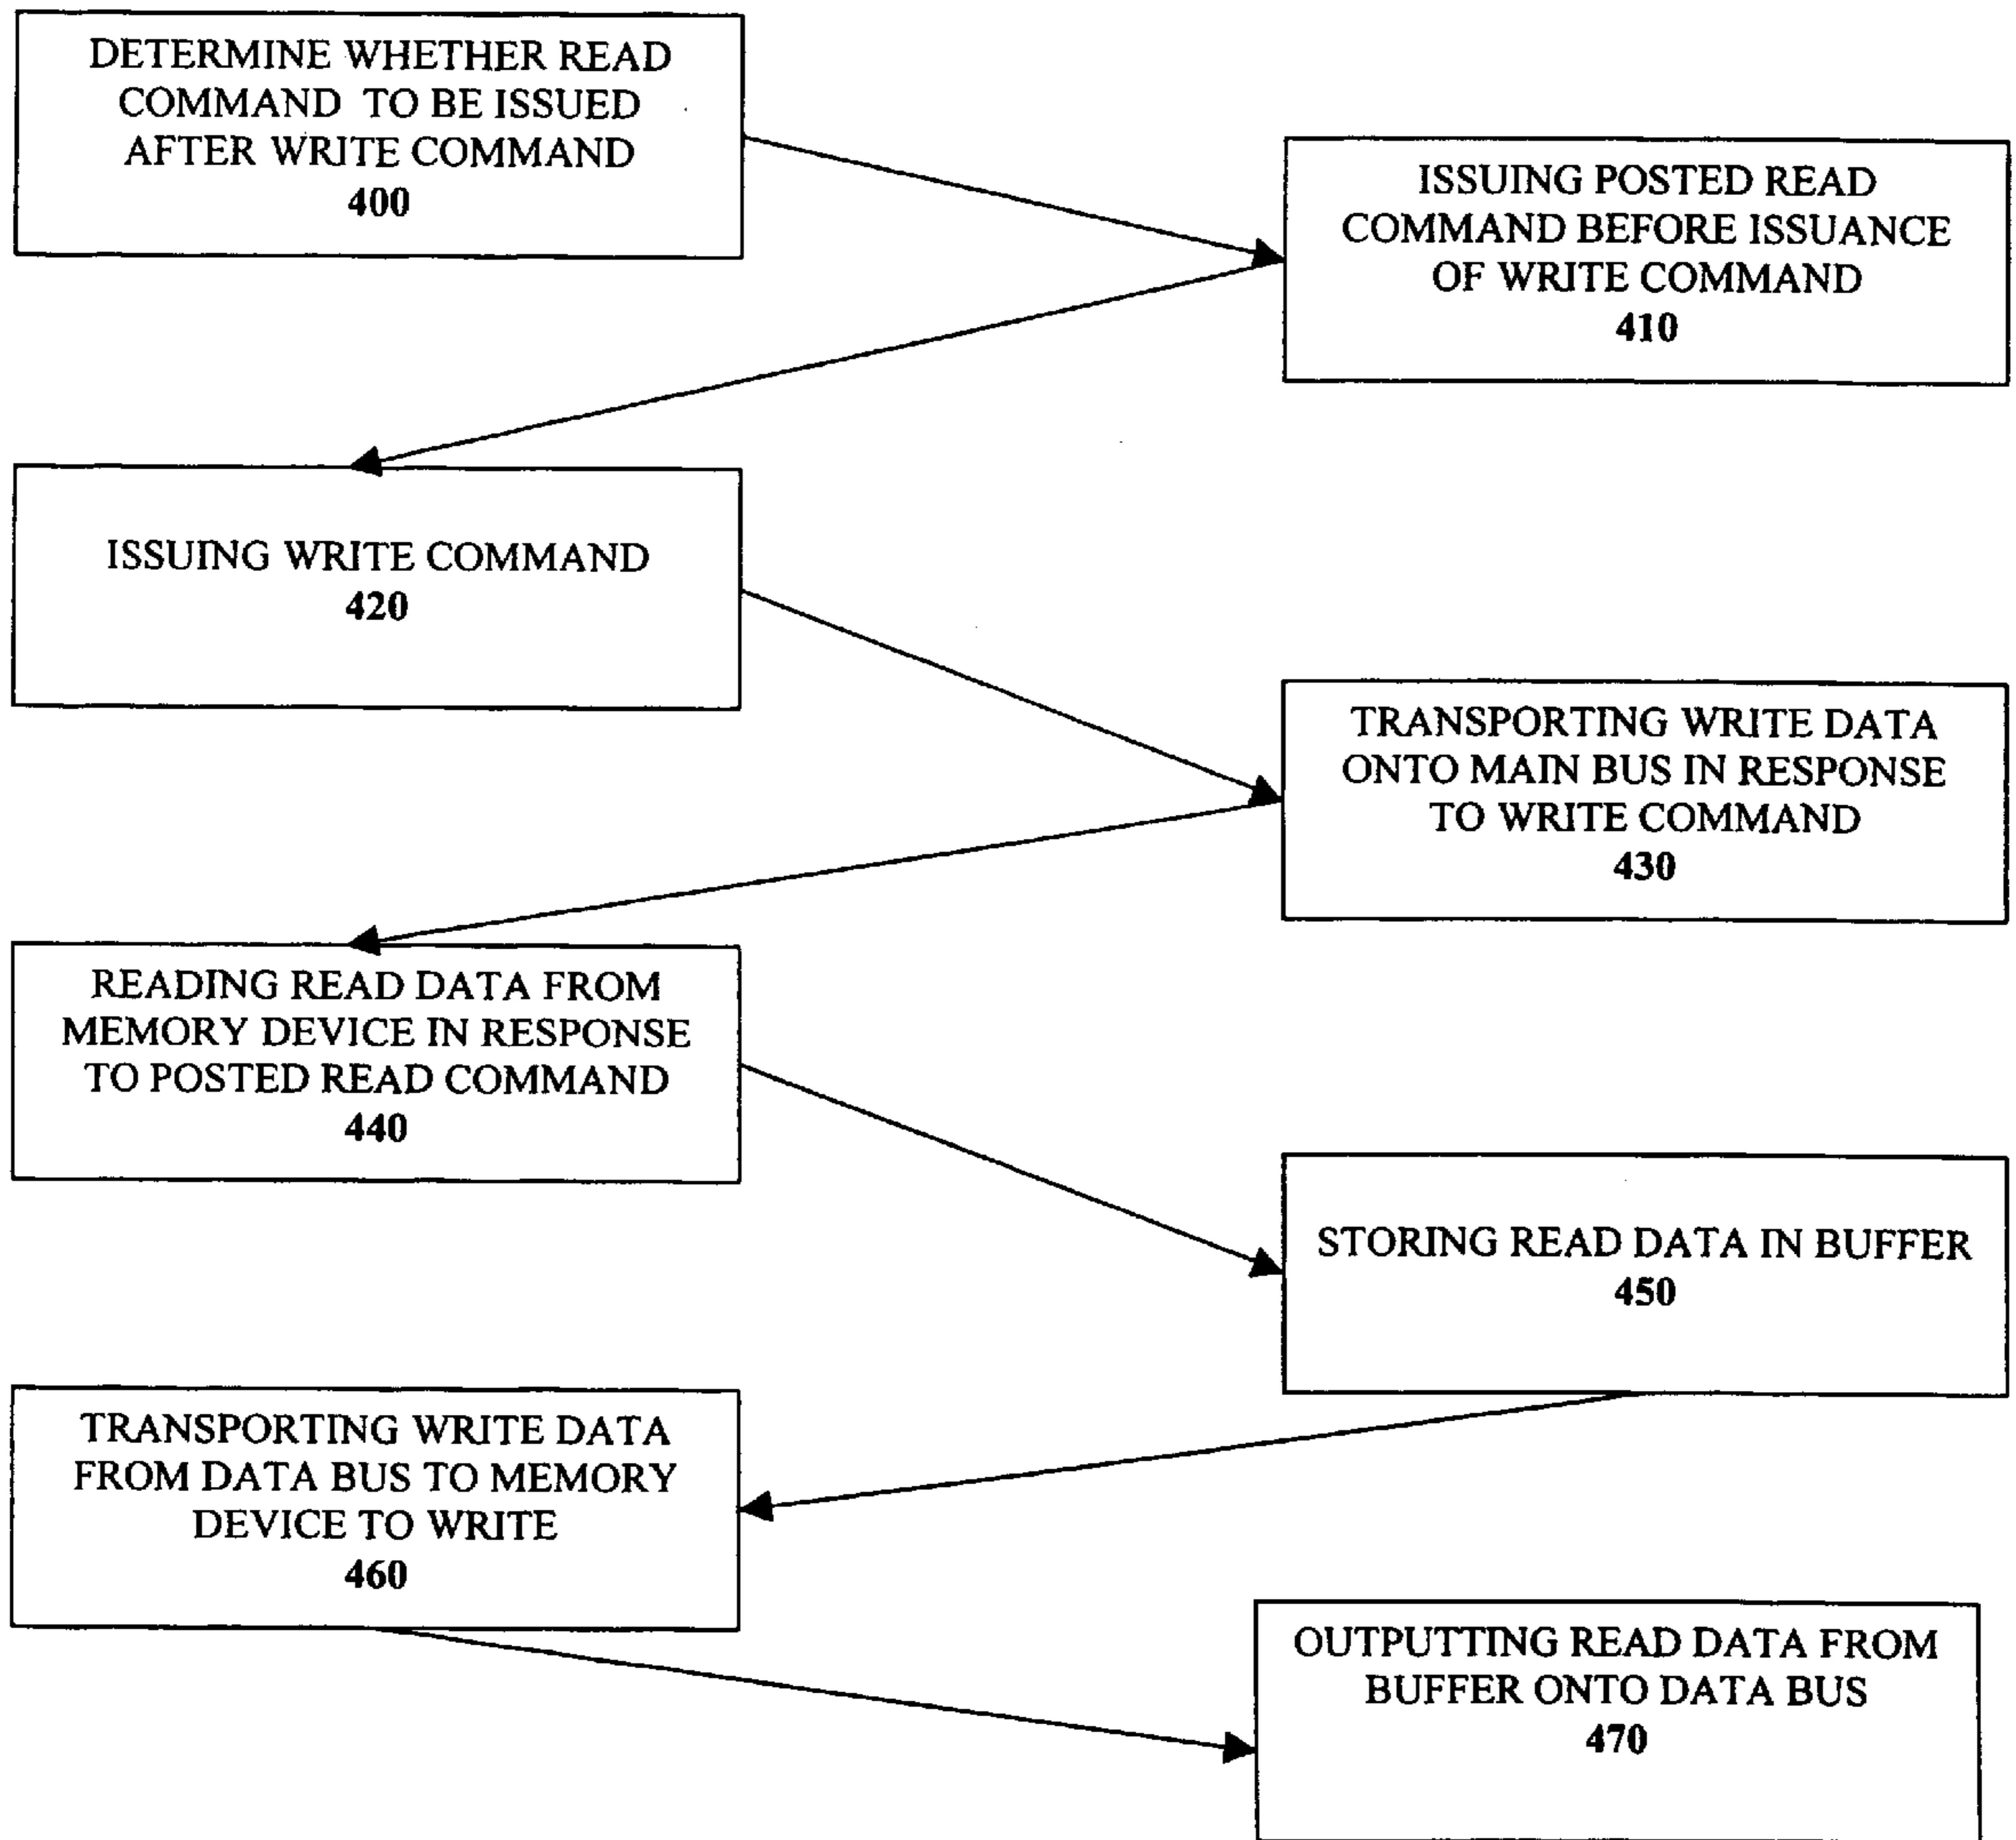 DETERMINE WHETHER READ
COMMAND TO BE ISSUED
AFTER WRITE COMMAND
400
ISSUING POSTED READ
COMMAND BEFORE ISSUANCE
OF WRITE COMMAND
410
ISSUING WRITE COMMAND
420
TRANSPORTING WRITE DATA
ONTO MAIN BUS IN RESPONSE
TO WRITE COMMAND
430
READING READ DATA FROM
MEMORY DEVICE IN RESPONSE
TO POSTED READ COMMAND
440
STORING READ DATA IN BUFFER
450
TRANSPORTING WRITE DATA
FROM DATA BUS TO MEMORY
DEVICE TO WRITE
460
OUTPUTTING READ DATA FROM
BUFFER ONTO DATA BUS
470